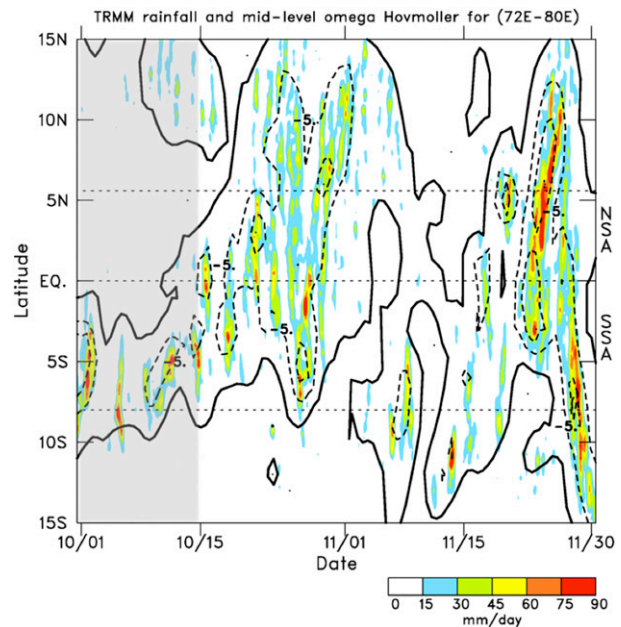 TRMM rainfall and mid-level omega Hovmoller for (72E-80E)
15N
10N
5N
EQ.
5S
10S
15S
Latitude
-5.
-5.
-5.
-5.
-5.
-5.
-5.
NSA
SSA
10/01
10/15
11/01
11/15
11/30
Date
0 15 30 45 60 75 90
mm/day